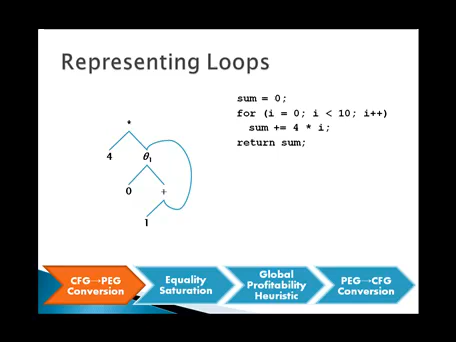 Representing Loops
sum = 0;
for (i = 0; i < 10; i++)
sum += 4 * i;
return sum;
*
4 θ₁
0 +
1
CFG→PEG
Conversion
Equality
Saturation
Global
Profitability
Heuristic
PEG→CFG
Conversion